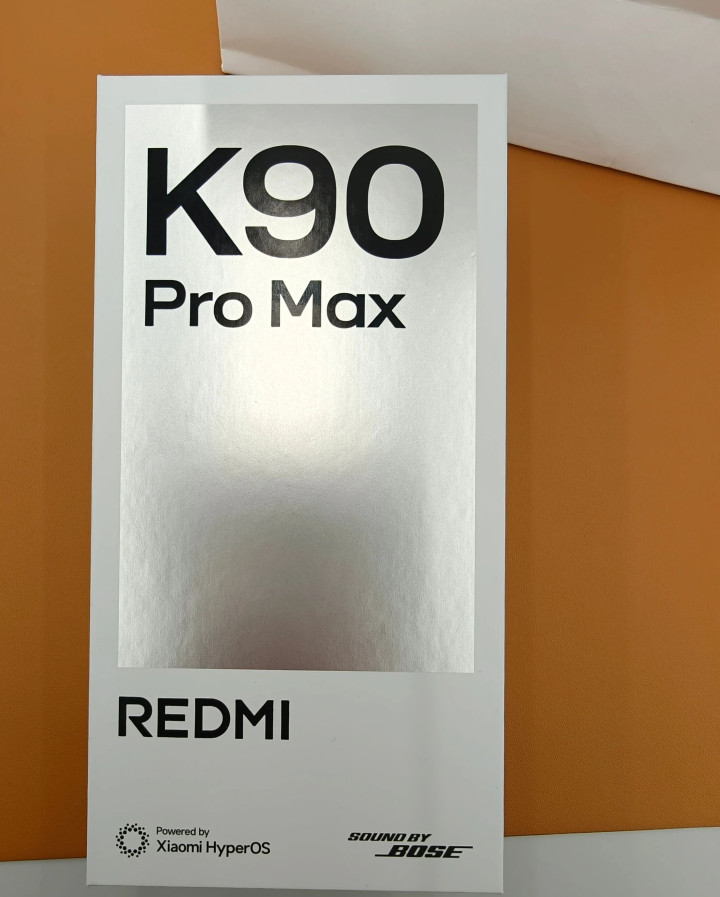 K90
Pro Max
REDMI
Powered by
Xiaomi HyperOS
SOUND BY
BOSE